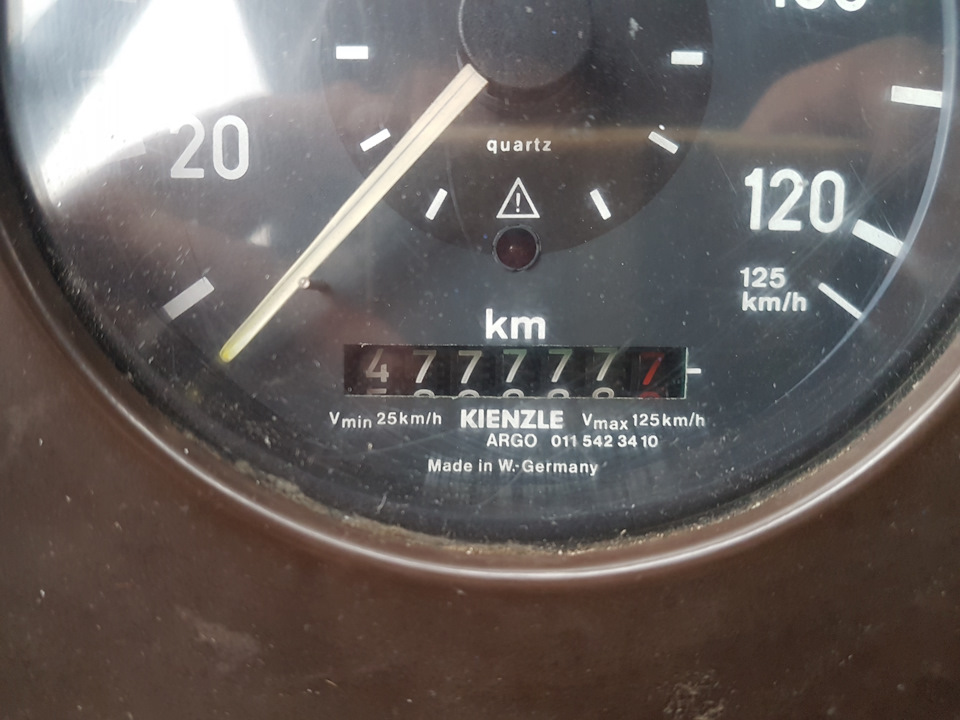 20
quartz
120
125
km/h
km
4777777
Vmin 25km/h KIENZLE Vmax 125km/h
ARGO 011 542 34 10
Made in W.-Germany